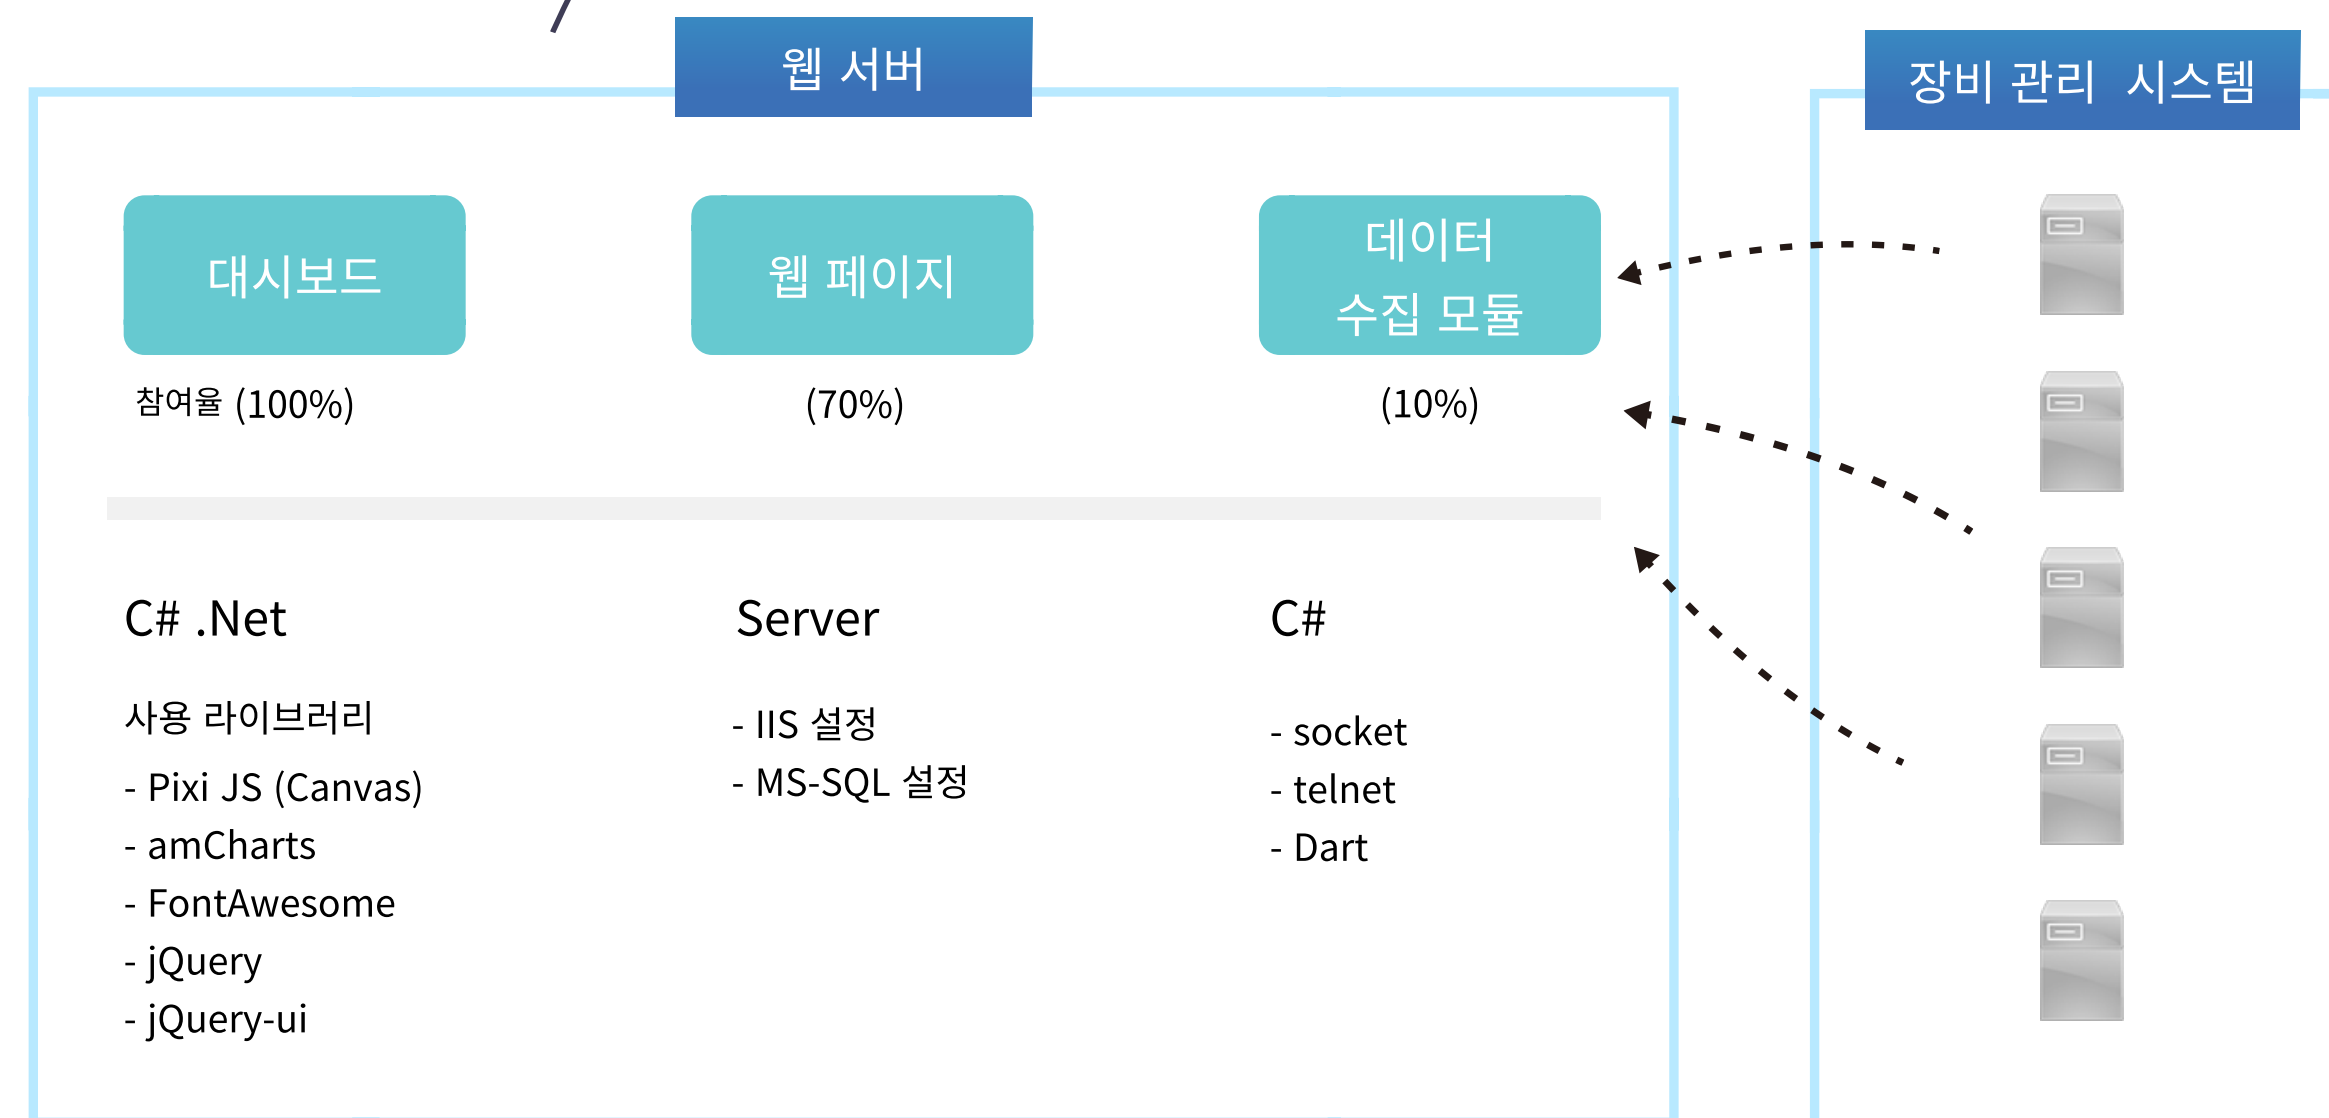 웹 서버
장비 관리 시스템
대시보드
웹 페이지
데이터
수집 모듈
참여율 (100%)
(70%)
(10%)
C# .Net
사용 라이브러리
- Pixi JS (Canvas)
- amCharts
- FontAwesome
- jQuery
- jQuery-ui
Server
- IIS 설정
- MS-SQL 설정
C#
- socket
- telnet
- Dart